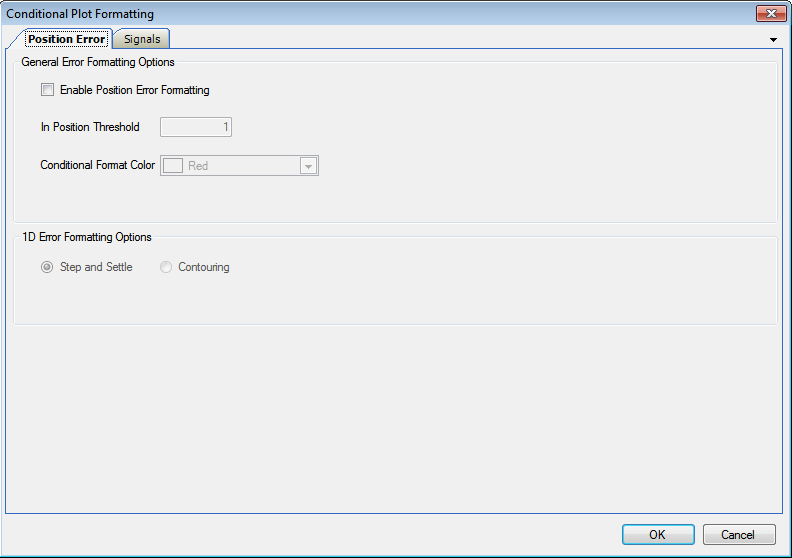 Conditional Plot Formatting
Position Error
Signals
General Error Formatting Options
Enable Position Error Formatting
In Position Threshold 1
Conditional Format Color Red
1D Error Formatting Options
Step and Settle Contouring
OK Cancel